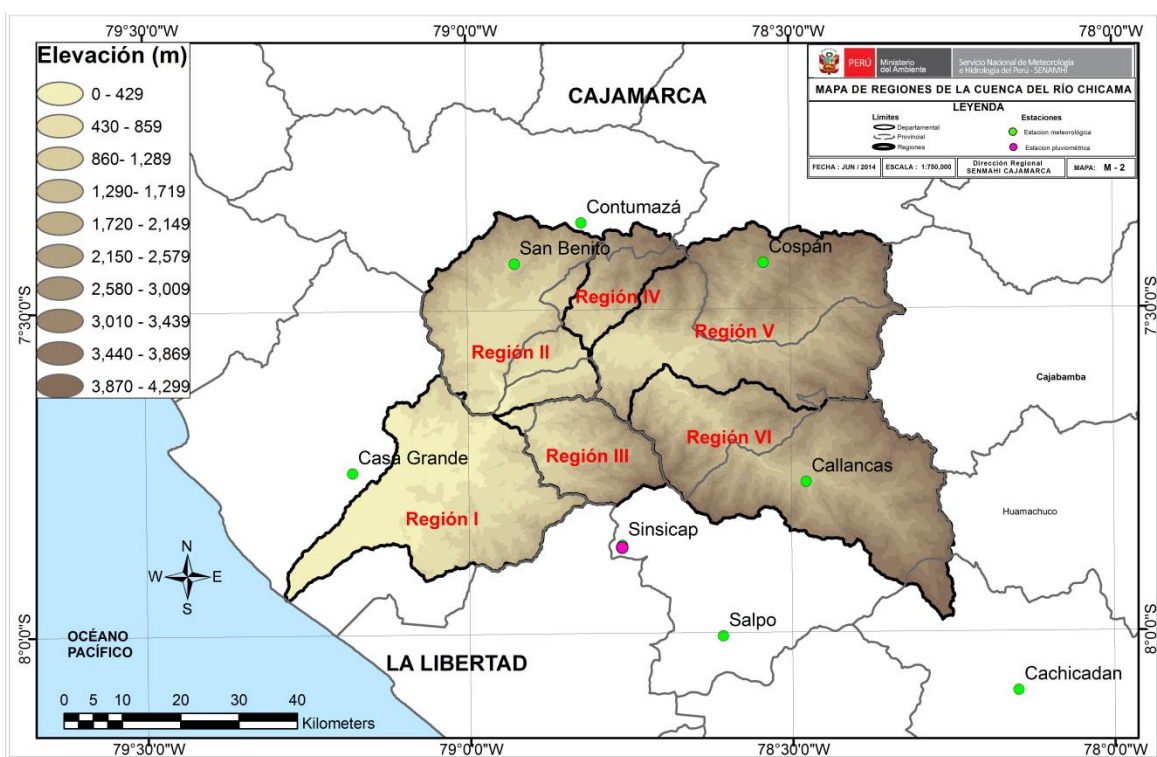 79°30'0"W
79°0'0"W
78°30'0"W
78°0'0"W
Elevación (m)
0 - 429
430 - 859
860- 1,289
1,290- 1,719
1,720 - 2,149
2,150 - 2,579
2,580 - 3,009
3,010 - 3,439
3,440 - 3,869
3,870 - 4,299
PERÚ
Ministerio
del Ambiente
Servicio Nacional de Meteorología
e Hidrología del Perú - SENAMHI
MAPA DE REGIONES DE LA CUENCA DEL RÍO CHICAMA
LEYENDA
Limites
Departamental
Provincial
Regiones
Estaciones
Estacion meteorológica
Estacion pluviométrica
FECHA : JUN / 2014
ESCALA : 1:750,000
Dirección Regional
SENMAHI CAJAMARCA
MAPA: M - 2
CAJAMARCA
Contumazá
San Benito
Cospán
Región IV
Región V
Región II
7°30'0"S
7°30'0"S
Cajabamba
Región VI
Región III
Casa Grande
Callancas
Región I
Huamachuco
Sinsicap
N
W
E
S
Salpo
8°0'0"S
8°0'0"S
OCÉANO
PACÍFICO
LA LIBERTAD
Cachicadan
0 5 10 20 30 40
Kilometers
79°30'0"W
79°0'0"W
78°30'0"W
78°0'0"W